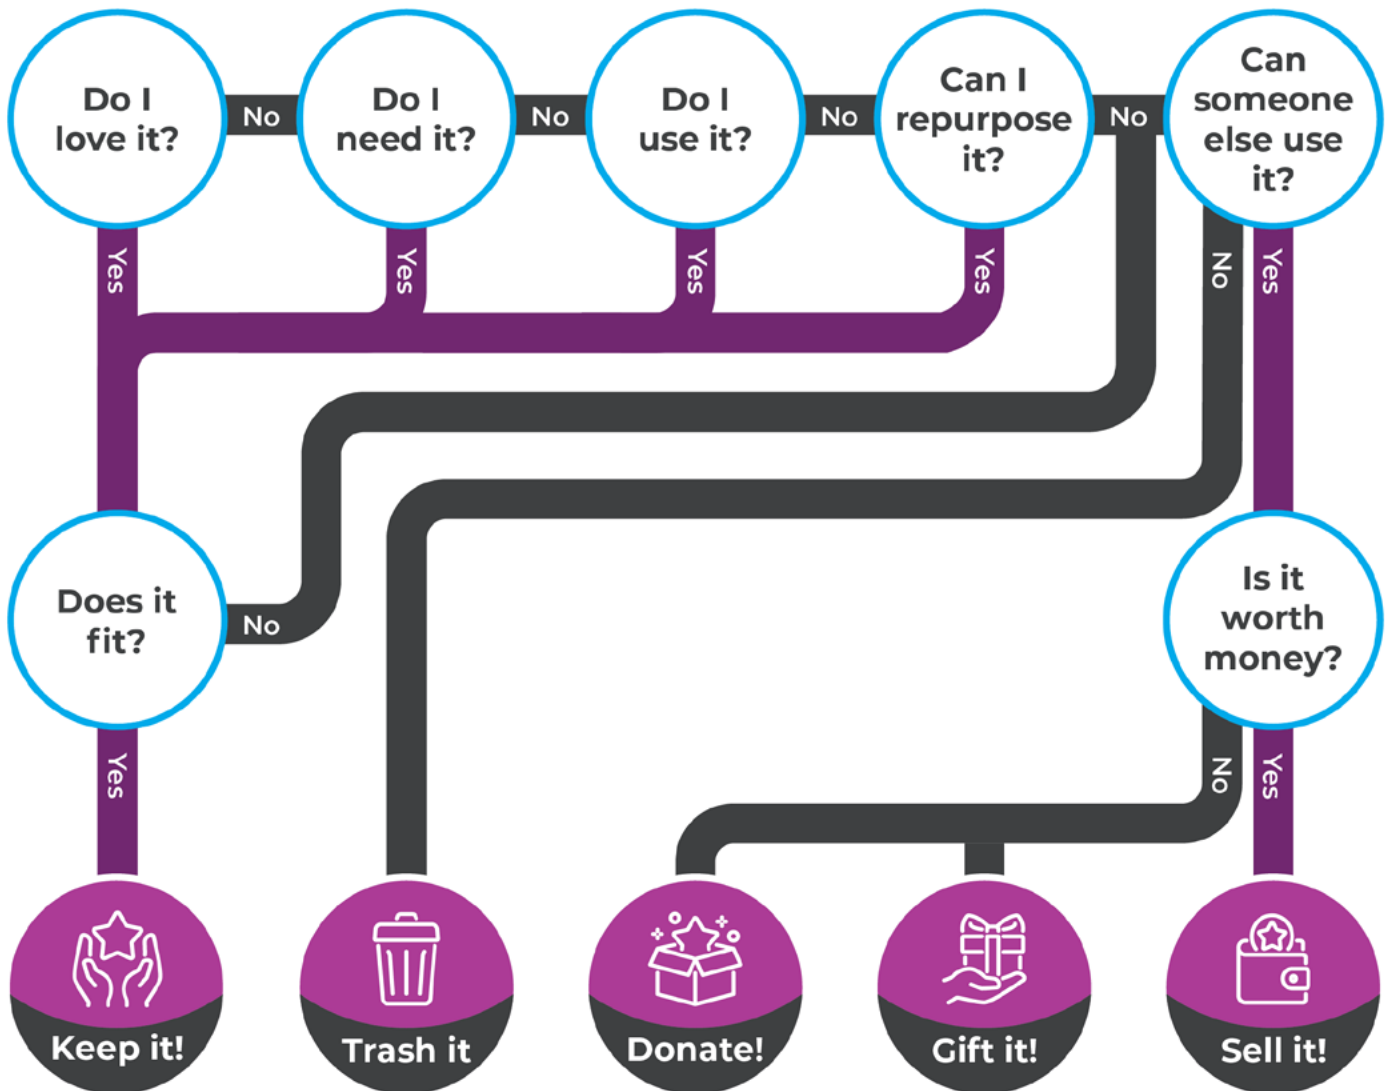 Do I
love it?
No
Do I
need it?
No
Do I
use it?
No
Can I
repurpose
it?
No
Can
someone
else use
it?
Yes
Yes
Yes
Yes
No
Yes
Does it
fit?
No
Is it
worth
money?
Yes
No
Yes
Keep it!
Trash it
Donate!
Gift it!
Sell it!